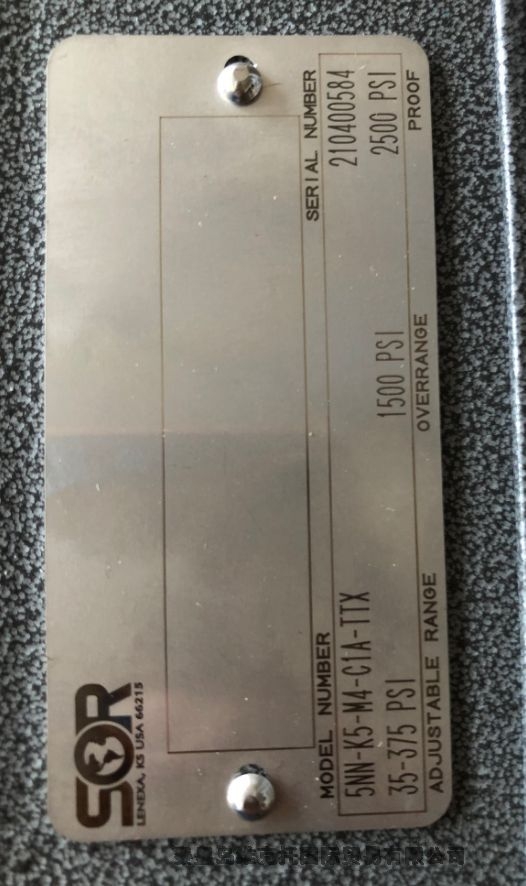 SOR
LENEXA, KS USA 66215
MODEL NUMBER SERIAL NUMBER
5NN-K5-M4-C1A-TTX 210400584
35-375 PSI 1500 PSI 2500 PSI
ADJUSTABLE RANGE OVERRANGE PROOF